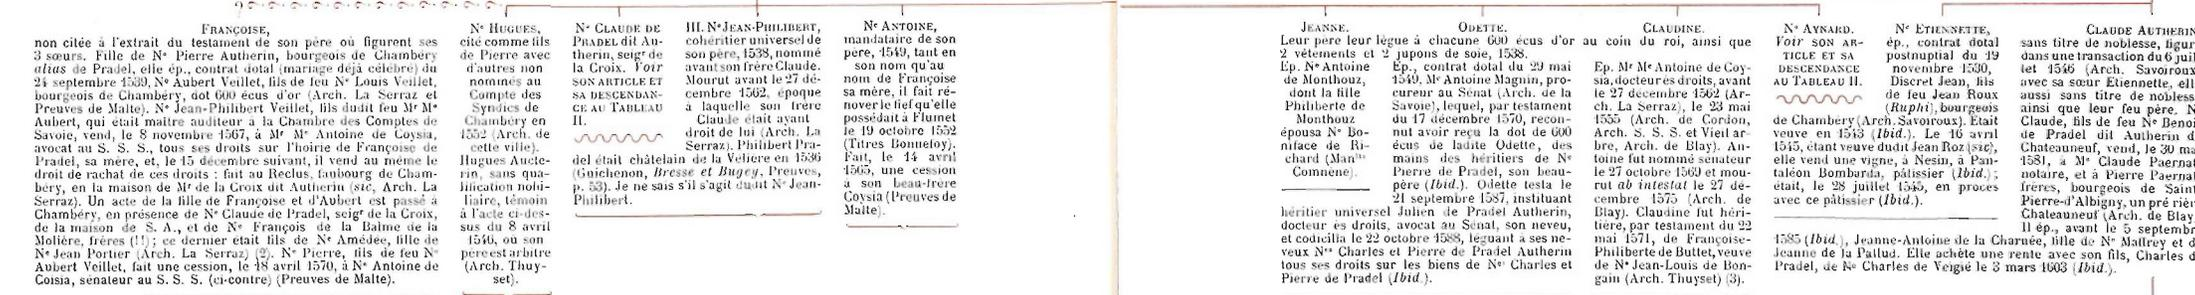 FRANÇOISE,
non citée à l'extrait du testament de son père où figurent ses
3 sœurs. Fille de Nᵉ Pierre Autherin, bourgeois de Chambéry
alias de Pradel, elle ép., contrat dotal (mariage déjà célébré) du
24 septembre 1539, Nᵉ Aubert Veillet, fils de feu Nᵉ Louis Veillet,
bourgeois de Chambéry, dot 600 écus d'or (Arch. La Serraz et
Preuves de Malte). Nᵉ Jean-Philibert Veillet, fils dudit feu Mʳ Mᵉ
Aubert, qui était maître auditeur à la Chambre des Comptes de
Savoie, vend, le 8 novembre 1567, à Mʳ Mᵉ Antoine de Coysia,
avocat au S. S. S., tous ses droits sur l'hoirie de Françoise de
Pradel, sa mère, et, le 15 décembre suivant, il vend au même le
droit de rachat de ces droits : fait au Reclus, faubourg de Cham-
béry, en la maison de Mʳ de la Croix dit Autherin (sic, Arch. La
Serraz). Un acte de la fille de Françoise et d'Aubert est passé à
Chambéry, en présence de Nᵉ Claude de Pradel, seigʳ de la Croix,
de la maison de S. A., et de Nᵉ François de la Balme de la
Molière, frères (!!) ; ce dernier était fils de Nᵉ Amédée, fille de
Nᵉ Jean Portier (Arch. La Serraz) (2). Nᵉ Pierre, fils de feu Nᵉ
Aubert Veillet, fait une cession, le 18 avril 1570, à Nᵉ Antoine de
Coisia, sénateur au S. S. S. (ci-contre) (Preuves de Malte).
Nᵉ HUGUES,
cité comme fils
de Pierre avec
d'autres non
nommés au
Compte des
Syndics de
Chambéry en
1552 (Arch. de
cette ville).
Hugues Aucte-
rin, sans qua-
lification nobi-
liaire, témoin
à l'acte ci-des-
sus du 8 avril
1546, où son
père est arbitre
(Arch. Thuy-
set).
Nᵉ CLAUDE DE
PRADEL dit Au-
therin, seigʳ de
la Croix. Voir
SON ARTICLE ET
SA DESCENDAN-
CE AU TABLEAU
II.
III. Nᵉ JEAN-PHILIBERT,
cohéritier universel de
son père, 1538, nommé
avant son frère Claude.
Mourut avant le 27 dé-
cembre 1562, époque
à laquelle son frère
Claude était ayant
droit de lui (Arch. La
Serraz). Philibert Pra-
del était châtelain de la Velière en 1536
(Guichenon, Bresse et Bugey, Preuves,
p. 53). Je ne sais s'il s'agit dudit Nᵉ Jean-
Philibert.
Nᵉ ANTOINE,
mandataire de son
père, 1549, tant en
son nom qu'au
nom de Françoise
sa mère, il fait ré-
nover le fief qu'elle
possédait à Flumet
le 19 octobre 1552
(Titres Bonnefoy).
Fait, le 14 avril
1565, une cession
à son beau-frère
Coysia (Preuves de
Malte).
JEANNE. ODETTE. CLAUDINE.
Leur père leur lègue à chacune 600 écus d'or au coin du roi, ainsi que
2 vêtements et 2 jupons de soie, 1538.
Ép. Nᵉ Antoine
de Monthouz,
dont la fille
Philiberte de
Monthouz
épousa Nᵉ Bo-
niface de Ri-
chard (Manᵗˢ
Comnène).
Ép., contrat dotal du 29 mai
1549, Mᵉ Antoine Magnin, pro-
cureur au Sénat (Arch. de la
Savoie), lequel, par testament
du 17 décembre 1570, recon-
nut avoir reçu la dot de 600
écus de ladite Odette, des
mains des héritiers de Nᵉ
Pierre de Pradel, son beau-
père (Ibid.). Odette testa le
21 septembre 1587, instituant
héritier universel Julien de Pradel Autherin,
docteur ès droits, avocat au Sénat, son neveu,
et codicilla le 22 octobre 1588, léguant à ses ne-
veux Nᵉˢ Charles et Pierre de Pradel Autherin
tous ses droits sur les biens de Nᵉˢ Charles et
Pierre de Pradel (Ibid.).
Ép. Mʳ Mᵉ Antoine de Coy-
sia, docteur ès droits, avant
le 27 décembre 1562 (Ar-
ch. La Serraz), le 23 mai
1555 (Arch. de Cordon,
Arch. S. S. S. et Vieil ar-
bre, Arch. de Blay). An-
toine fut nommé sénateur
le 27 octobre 1569 et mou-
rut ab intestat le 27 dé-
cembre 1575 (Arch. de
Blay). Claudine fut héri-
tière, par testament du 22
mai 1571, de Françoise-
Philiberte de Buttet, veuve
de Nᵉ Jean-Louis de Bon-
gain (Arch. Thuyset) (3).
Nᵉ AYNARD.
Voir SON AR-
TICLE ET SA
DESCENDANCE
AU TABLEAU II.
Nᵉ ETIENNETTE,
ép., contrat dotal
postnuptial du 19
novembre 1530,
Discret Jean, fils
de feu Jean Roux
(Ruphi), bourgeois
de Chambéry (Arch. Savoiroux). Était
veuve en 1543 (Ibid.). Le 16 avril
1545, étant veuve dudit Jean Roz (sic),
elle vend une vigne, à Nesin, à Pan-
taléon Bombarda, pâtissier (Ibid.) ;
était, le 28 juillet 1545, en procès
avec ce pâtissier (Ibid.).
CLAUDE AUTHERIN
sans titre de noblesse, figur
dans une transaction du 6 juil
let 1546 (Arch. Savoiroux
avec sa sœur Etiennette, ell
aussi sans titre de nobless
ainsi que leur feu père. N
Claude, fils de feu Nᵉ Benoi
de Pradel dit Autherin d
Chateauneuf, vend, le 30 ma
1581, à Mᵉ Claude Paernat
notaire, et à Pierre Paernat
frères, bourgeois de Saint
Pierre-d'Albigny, un pré rièr
Chateauneuf (Arch. de Blay
Il ép., avant le 5 septembr
1585 (Ibid.), Jeanne-Antoine de la Charnée, fille de Nᵉ Maffrey et d
Jeanne de la Pallud. Elle achète une rente avec son fils, Charles d
Pradel, de Nᵉ Charles de Veigié le 3 mars 1603 (Ibid.).